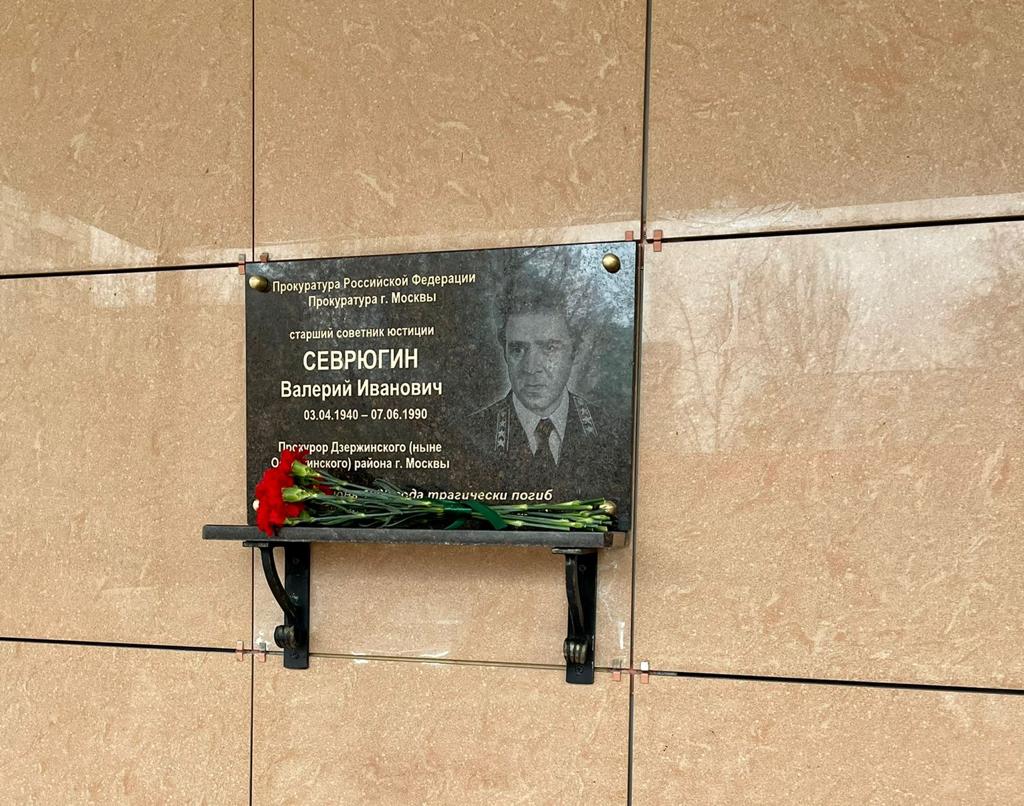 Прокуратура Российской Федерации
Прокуратура г. Москвы
старший советник юстиции
СЕВРЮГИН
Валерий Иванович
03.04.1940 – 07.06.1990
Прокурор Дзержинского (ныне
района г. Москвы
года трагически погиб